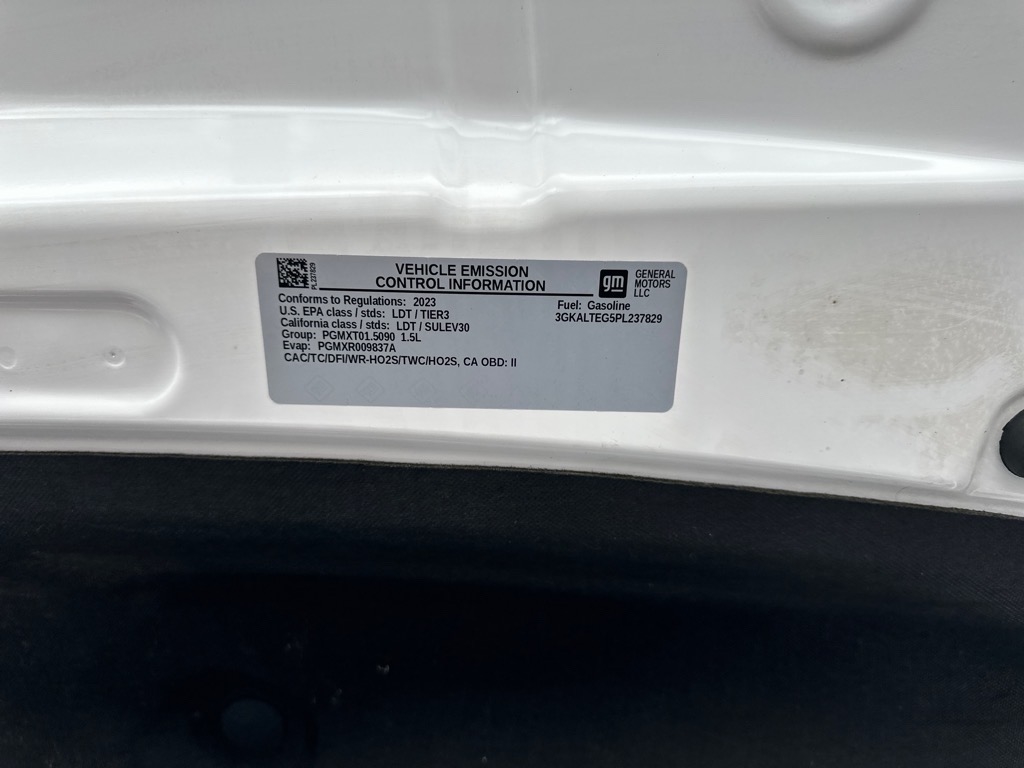 PL237829
VEHICLE EMISSION
CONTROL INFORMATION
gm
GENERAL
MOTORS
LLC
Conforms to Regulations: 2023
U.S. EPA class / stds: LDT / TIER3
California class / stds: LDT / SULEV30
Group: PGMXT01.5090 1.5L
Evap: PGMXR009837A
CAC/TC/DFI/WR-HO2S/TWC/HO2S, CA OBD: II
Fuel: Gasoline
3GKALTEG5PL237829